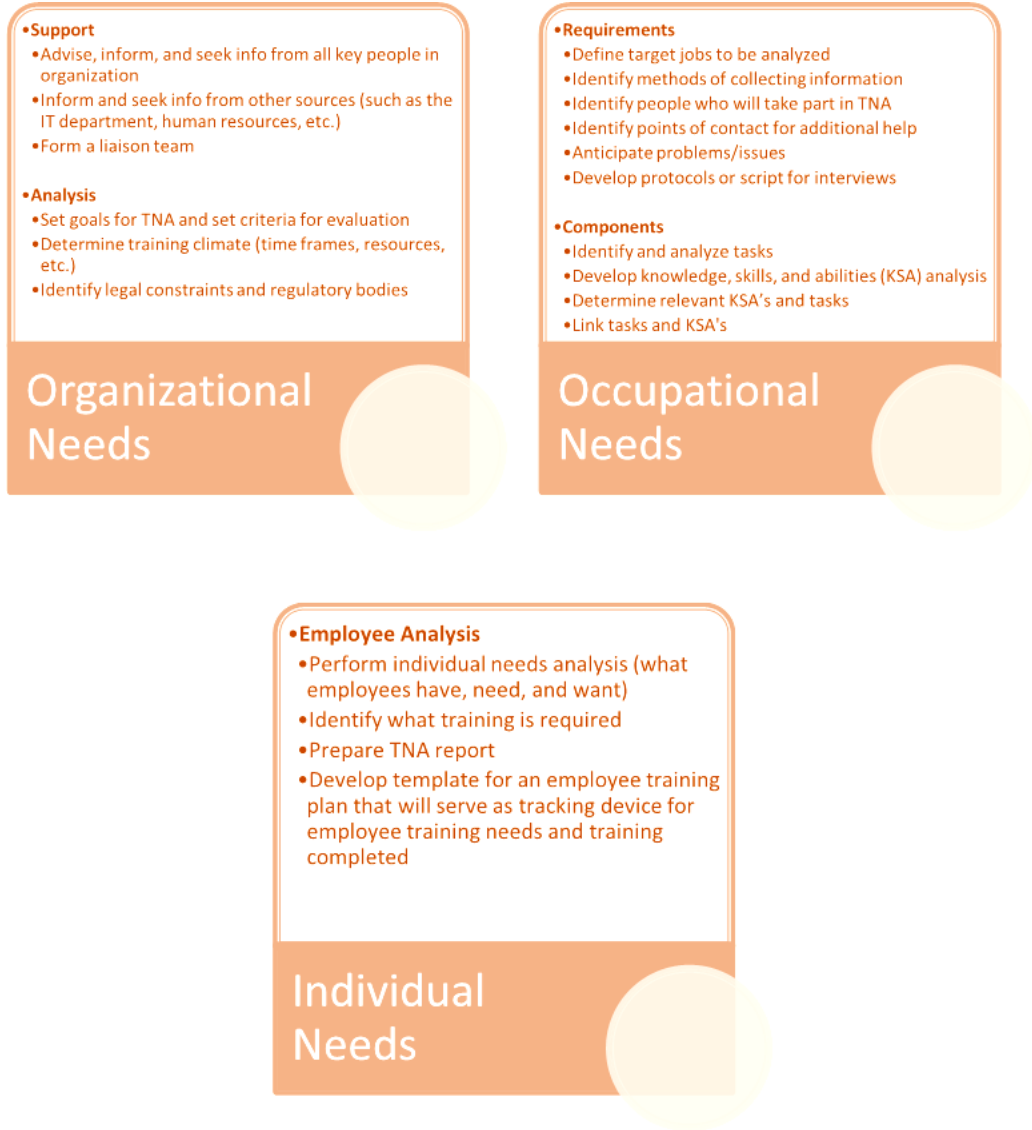 •Support
•Advise, inform, and seek info from all key people in
organization
•Inform and seek info from other sources (such as the
IT department, human resources, etc.)
•Form a liaison team
•Analysis
•Set goals for TNA and set criteria for evaluation
•Determine training climate (time frames, resources,
etc.)
•Identify legal constraints and regulatory bodies
Organizational
Needs
•Requirements
•Define target jobs to be analyzed
•Identify methods of collecting information
•Identify people who will take part in TNA
•Identify points of contact for additional help
•Anticipate problems/issues
•Develop protocols or script for interviews
•Components
•Identify and analyze tasks
•Develop knowledge, skills, and abilities (KSA) analysis
•Determine relevant KSA’s and tasks
•Link tasks and KSA's
Occupational
Needs
•Employee Analysis
•Perform individual needs analysis (what
employees have, need, and want)
•Identify what training is required
•Prepare TNA report
•Develop template for an employee training
plan that will serve as tracking device for
employee training needs and training
completed
Individual
Needs